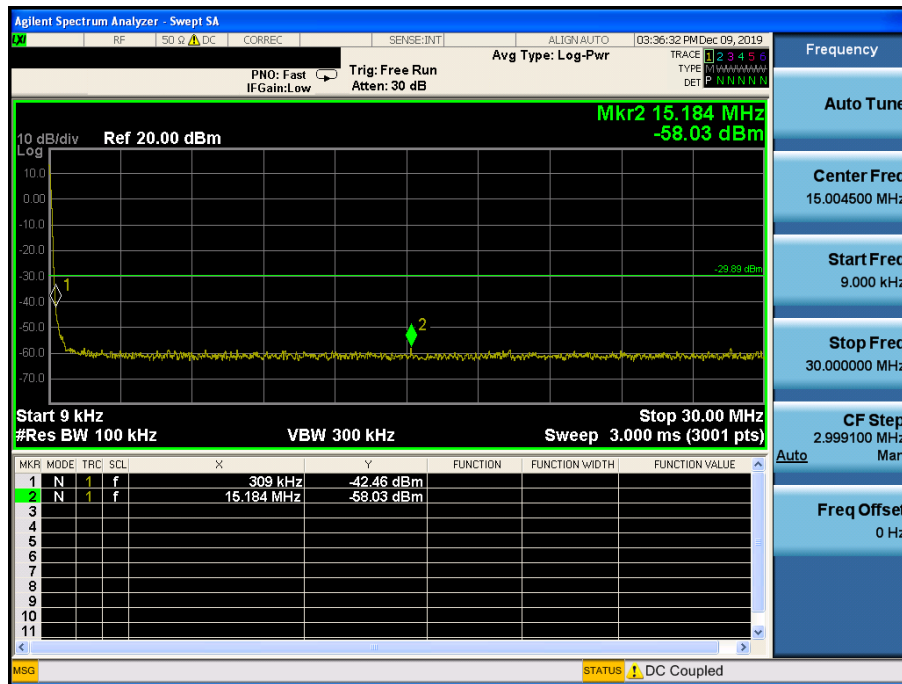 Agilent Spectrum Analyzer - Swept SA
LXI RF 50 Ω DC CORREC SENSE:INT ALIGN AUTO 03:36:32 PM Dec 09, 2019
PNO: Fast
IFGain:Low
Trig: Free Run
Atten: 30 dB
Avg Type: Log-Pwr
TRACE 1 2 3 4 5 6
TYPE M W W W W W
DET P N N N N N
Mkr2 15.184 MHz
-58.03 dBm
10 dB/div
Log
Ref 20.00 dBm
10.0
0.00
-10.0
-20.0
-30.0
-40.0
-50.0
-60.0
-70.0
-29.89 dBm
1
2
Start 9 kHz
#Res BW 100 kHz
VBW 300 kHz
Stop 30.00 MHz
Sweep 3.000 ms (3001 pts)
MKR MODE TRC SCL X Y FUNCTION FUNCTION WIDTH FUNCTION VALUE
1 N 1 f 309 kHz -42.46 dBm
2 N 1 f 15.184 MHz -58.03 dBm
3
4
5
6
7
8
9
10
11
MSG
STATUS DC Coupled
Frequency
Auto Tune
Center Freq
15.004500 MHz
Start Freq
9.000 kHz
Stop Freq
30.000000 MHz
CF Step
2.999100 MHz
Auto Man
Freq Offset
0 Hz